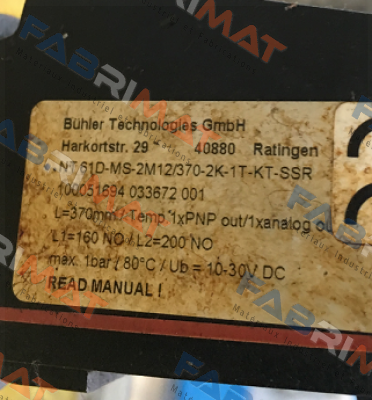 Bühler Technologies GmbH
Harkortstr. 29 40880 Ratingen
NT61D-MS-2M12/370-2K-1T-KT-SSR
100051694 033672 001
L=370mm / Temp. 1xPNP out/1xanalog ou
L1=160 NO / L2=200 NO
max. 1bar / 80°C / Ub = 10-30V DC
READ MANUAL !
FABRIMAT